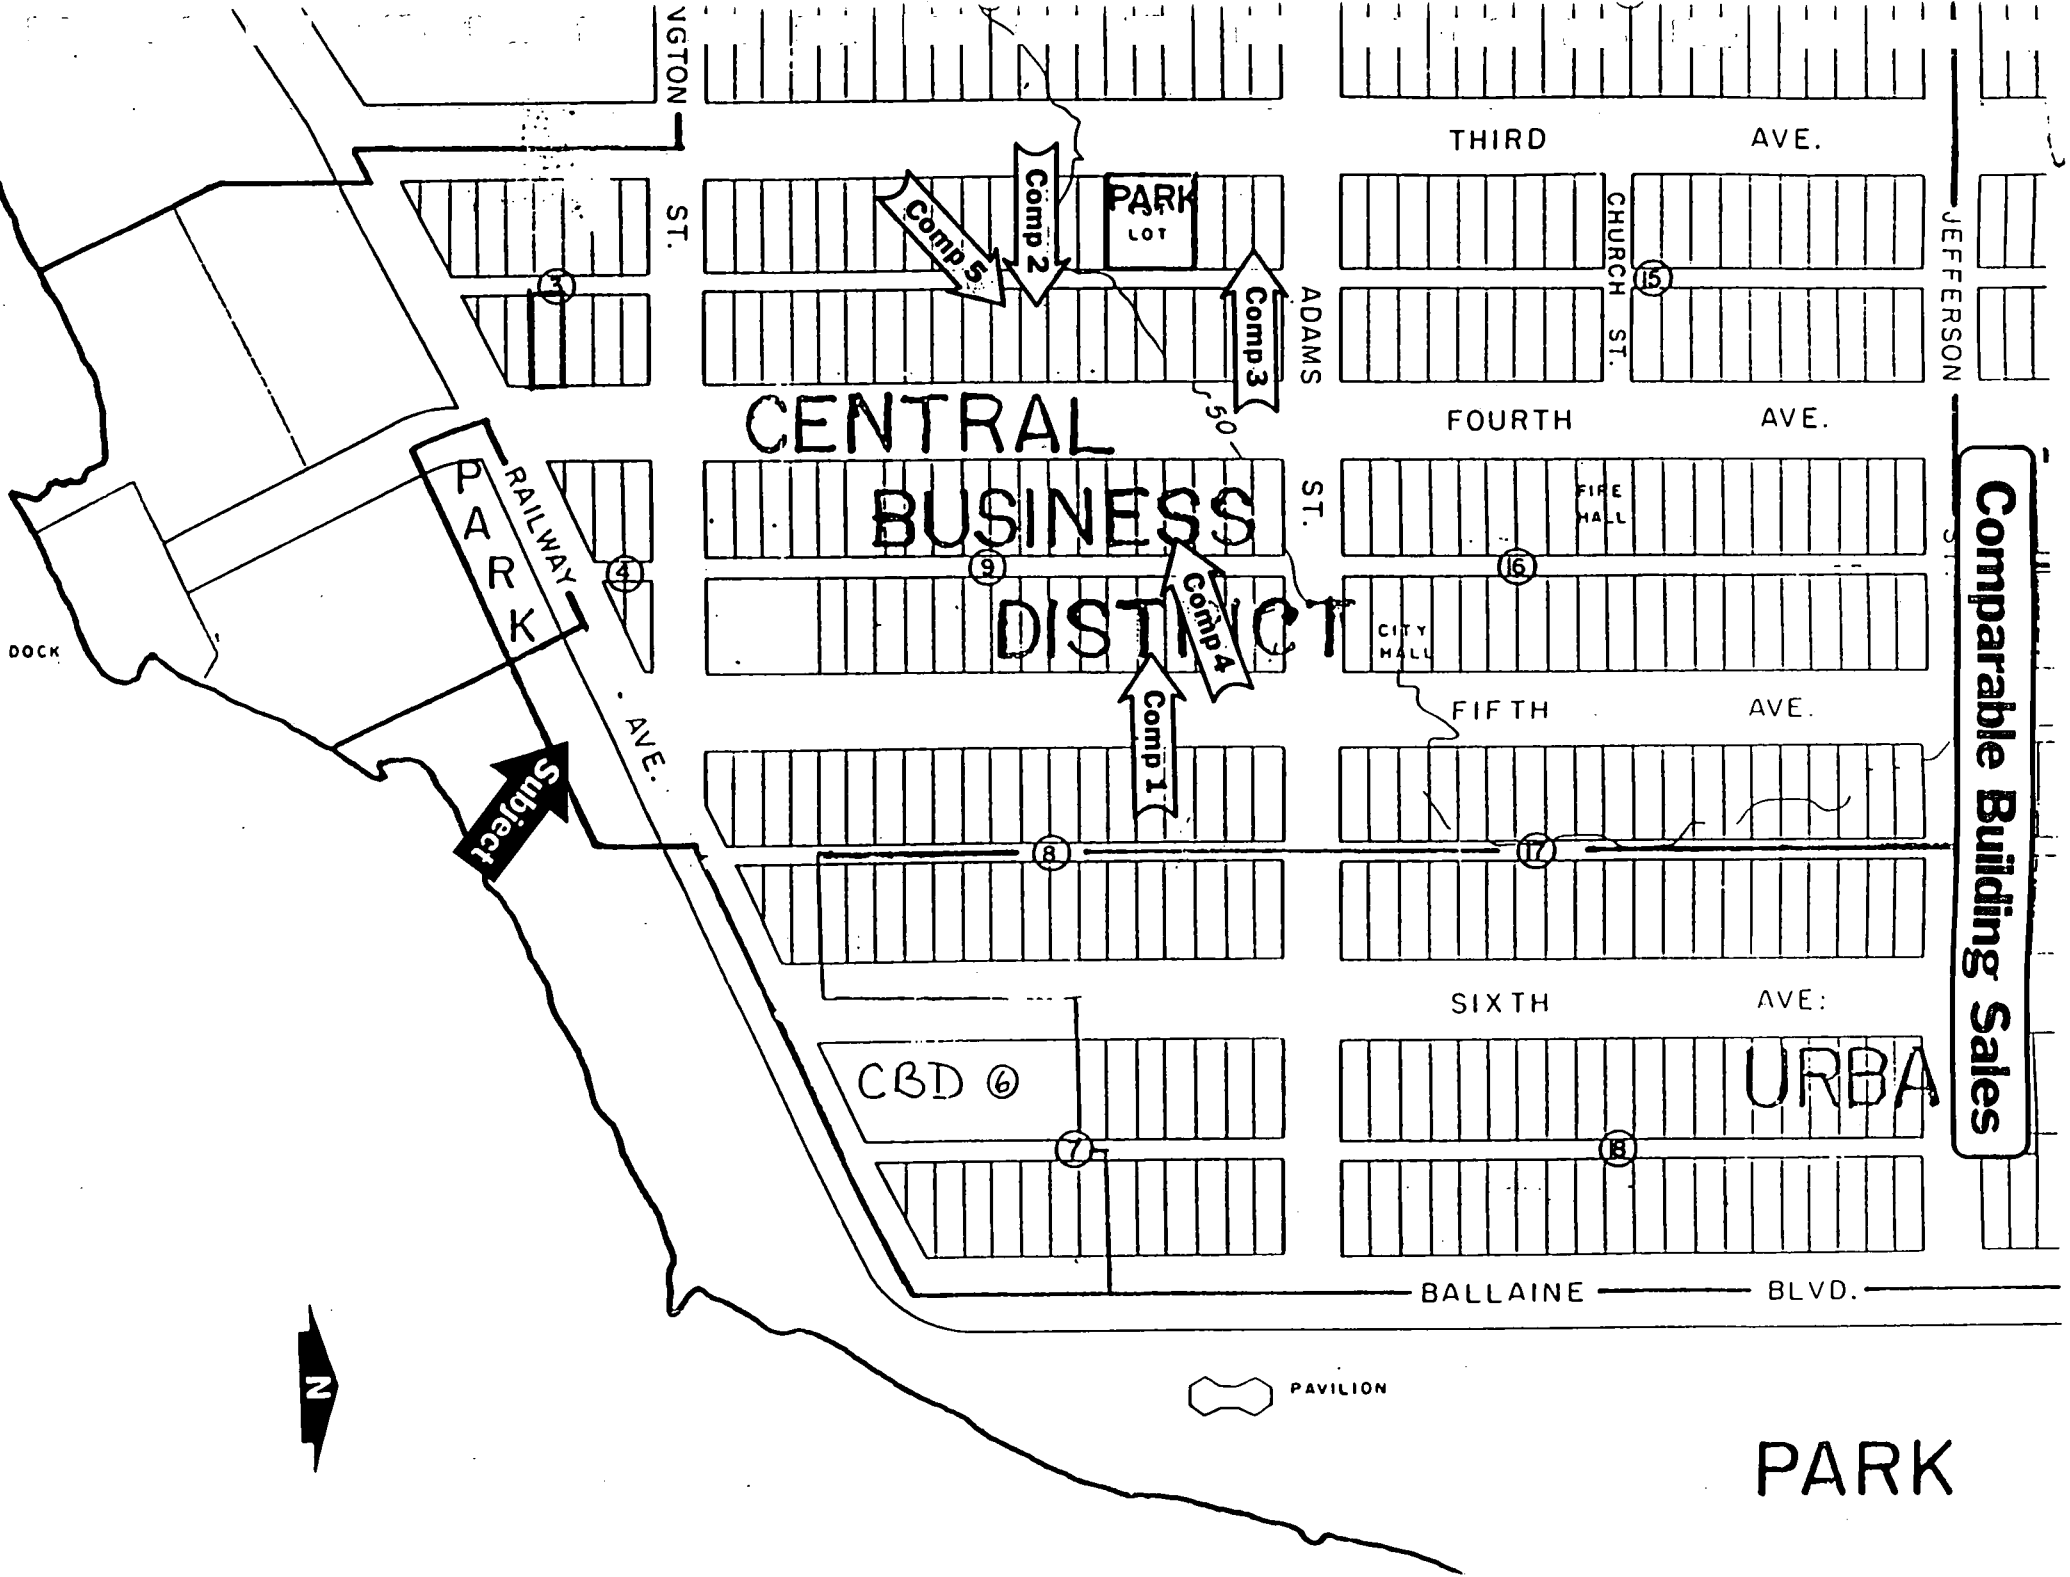 NGTON
ST.
THIRD AVE.
PARK
LOT
CHURCH ST.
JEFFERSON
Comp 5
Comp 2
Comp 3
3
15
ADAMS ST.
CENTRAL
50
FOURTH AVE.
BUSINESS
FIRE
HALL
PARK
RAILWAY AVE.
4
9
16
DISTRICT
Comp 4
CITY
HALL
DOCK
Comp 1
FIFTH AVE.
Subject
8
17
Comparable Building Sales
SIXTH AVE.
CBD 6
URBA
7
18
BALLAINE BLVD.
N
PAVILION
PARK